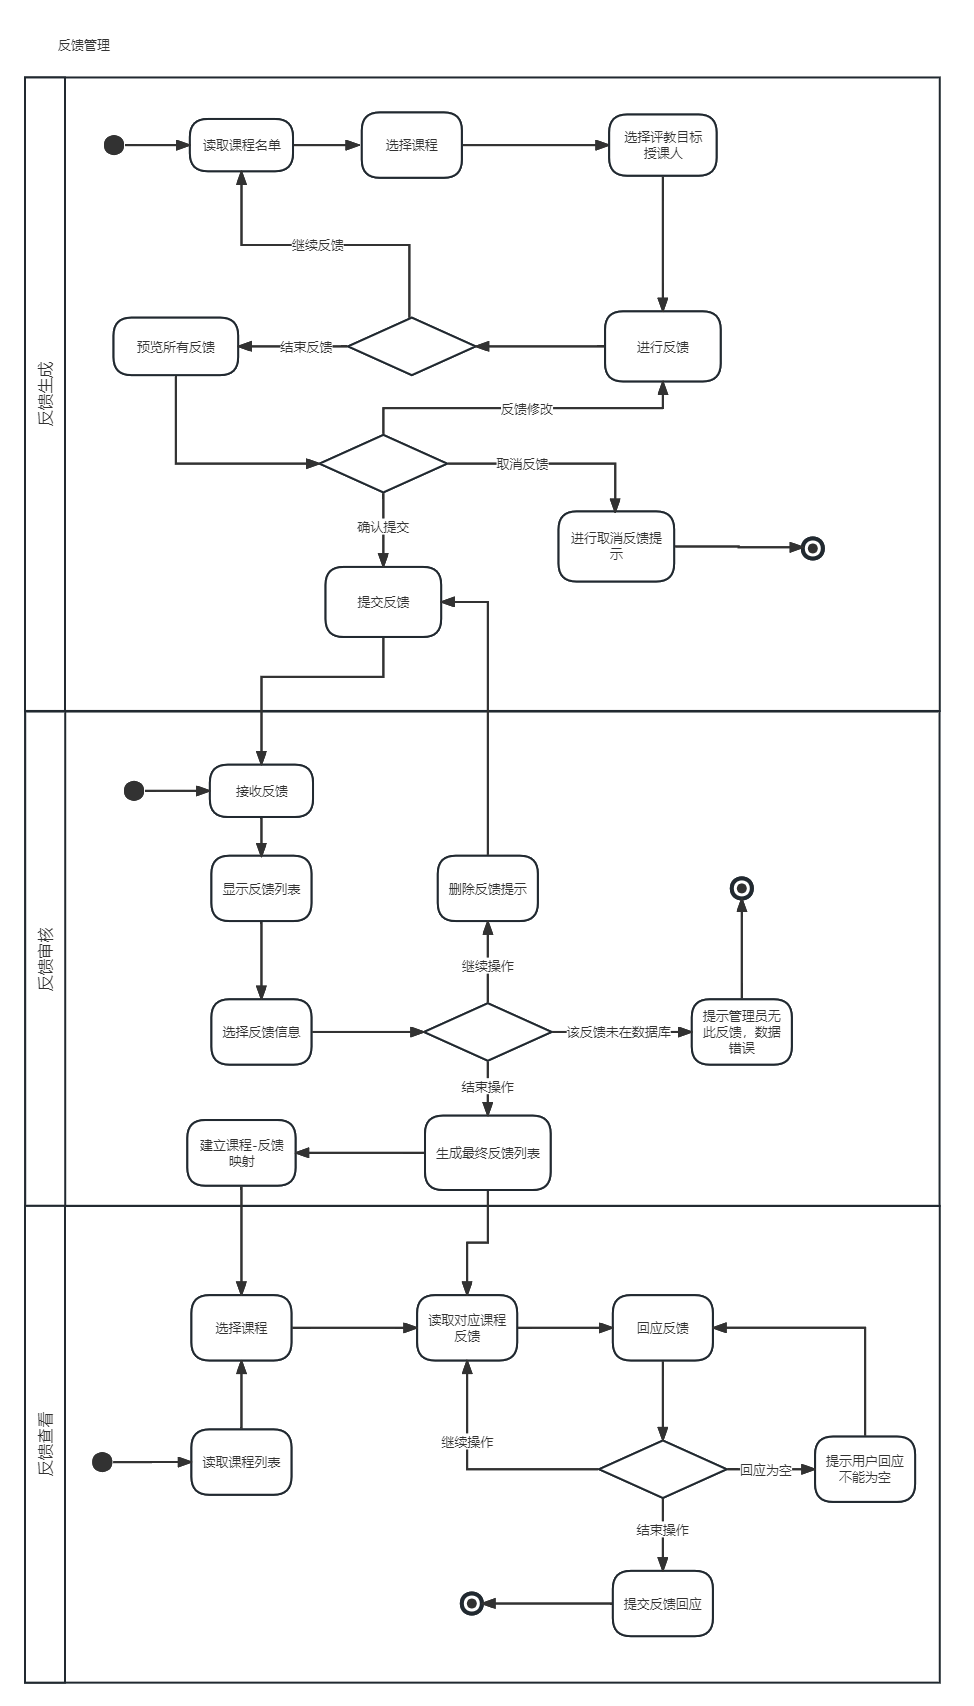 反馈管理
反馈生成
读取课程名单
选择课程
选择评教目标
授课人
继续反馈
预览所有反馈
结束反馈
进行反馈
反馈修改
取消反馈
确认提交
进行取消反馈提
示
提交反馈
反馈审核
接收反馈
显示反馈列表
删除反馈提示
继续操作
选择反馈信息
该反馈未在数据库
提示管理员无
此反馈，数据
错误
结束操作
建立课程-反馈
映射
生成最终反馈列表
反馈查看
选择课程
读取对应课程
反馈
回应反馈
继续操作
读取课程列表
回应为空
提示用户回应
不能为空
结束操作
提交反馈回应